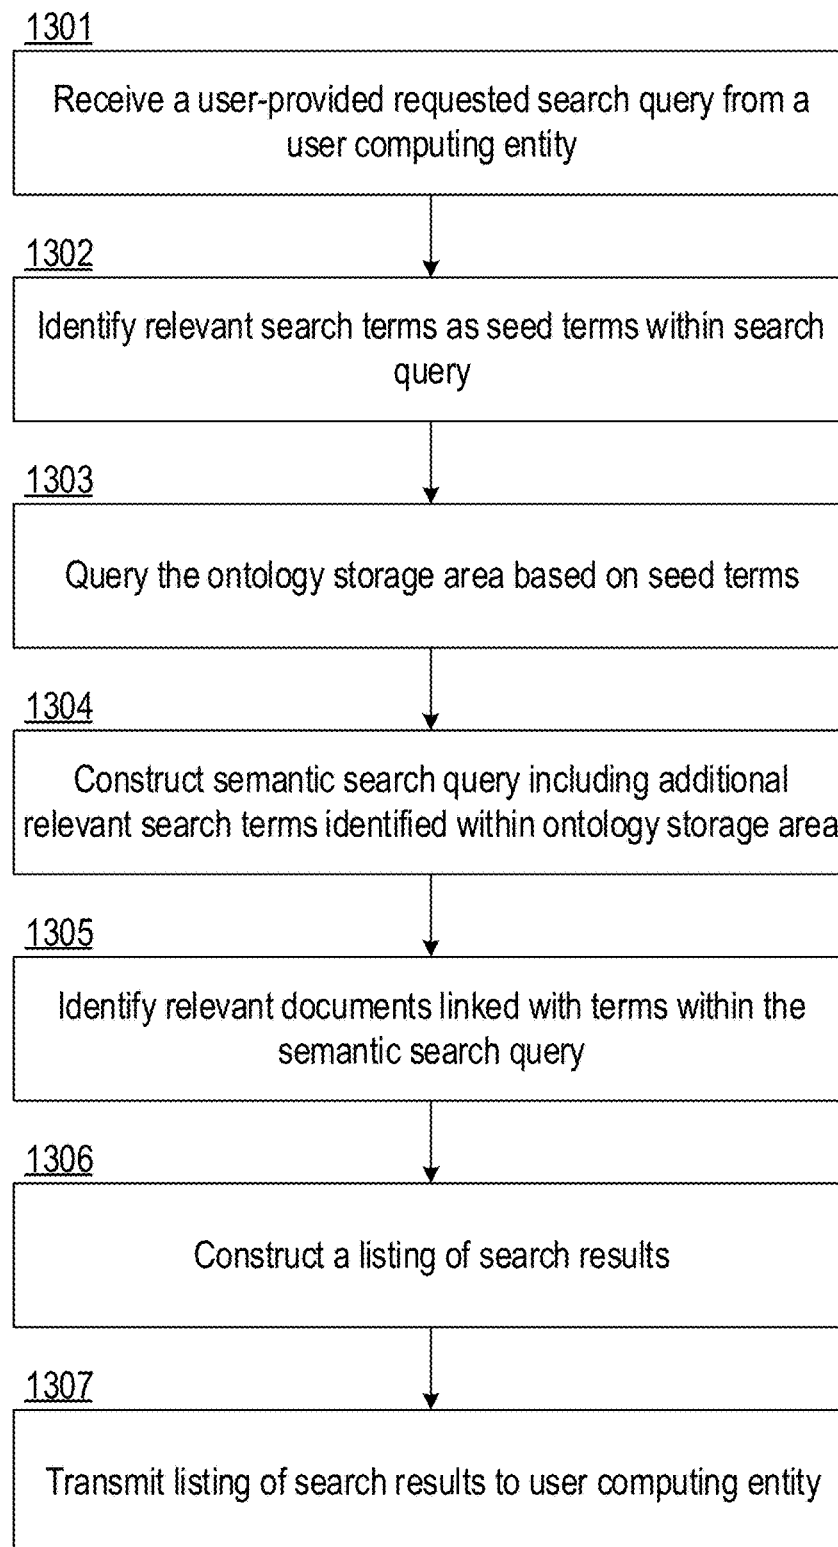 1301
Receive a user-provided requested search query from a
user computing entity
1302
Identify relevant search terms as seed terms within search
query
1303
Query the ontology storage area based on seed terms
1304
Construct semantic search query including additional
relevant search terms identified within ontology storage area
1305
Identify relevant documents linked with terms within the
semantic search query
1306
Construct a listing of search results
1307
Transmit listing of search results to user computing entity